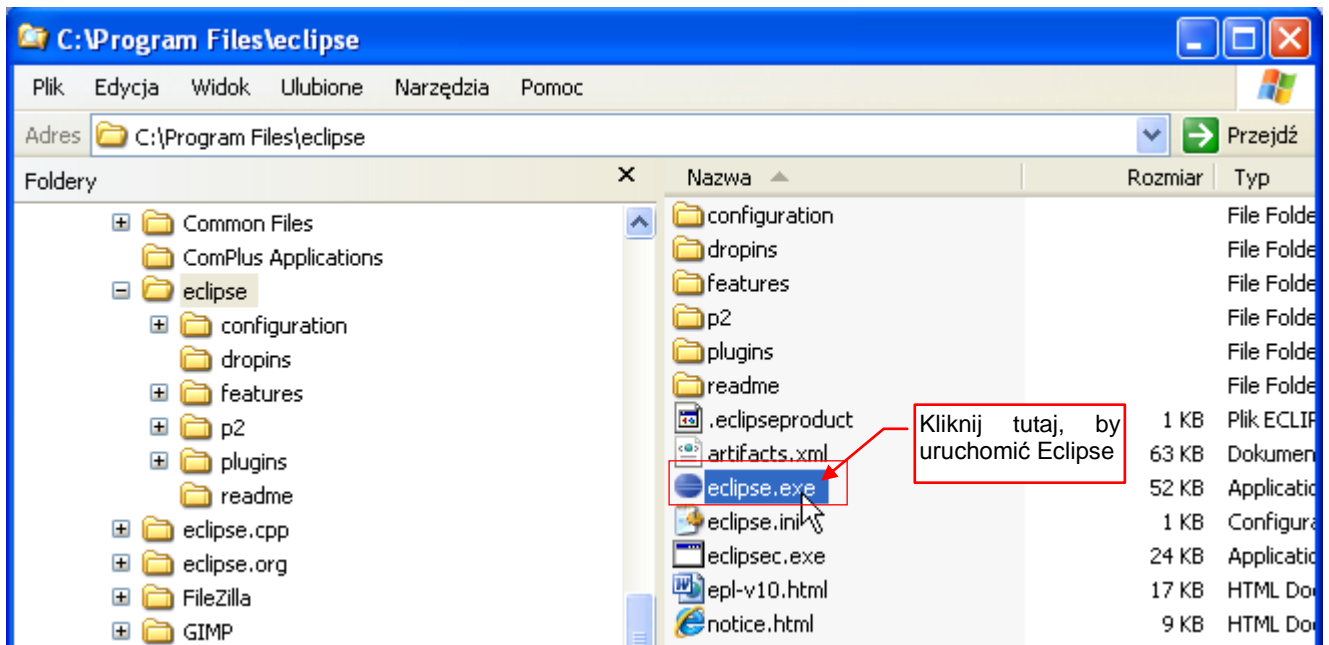 C:\Program Files\eclipse
Plik Edycja Widok Ulubione Narzędzia Pomoc
Adres C:\Program Files\eclipse Przejdź
Foldery Nazwa Rozmiar Typ
Common Files
ComPlus Applications
eclipse
configuration
dropins
features
p2
plugins
readme
eclipse.cpp
eclipse.org
FileZilla
GIMP
configuration File Folde
dropins File Folde
features File Folde
p2 File Folde
plugins File Folde
readme File Folde
.eclipseproduct 1 KB Plik ECLIP
artifacts.xml 63 KB Dokumen
eclipse.exe 52 KB Applicatio
eclipse.ini 1 KB Configura
eclipsec.exe 24 KB Applicatio
epl-v10.html 17 KB HTML Do
notice.html 9 KB HTML Do
Kliknij tutaj, by
uruchomić Eclipse